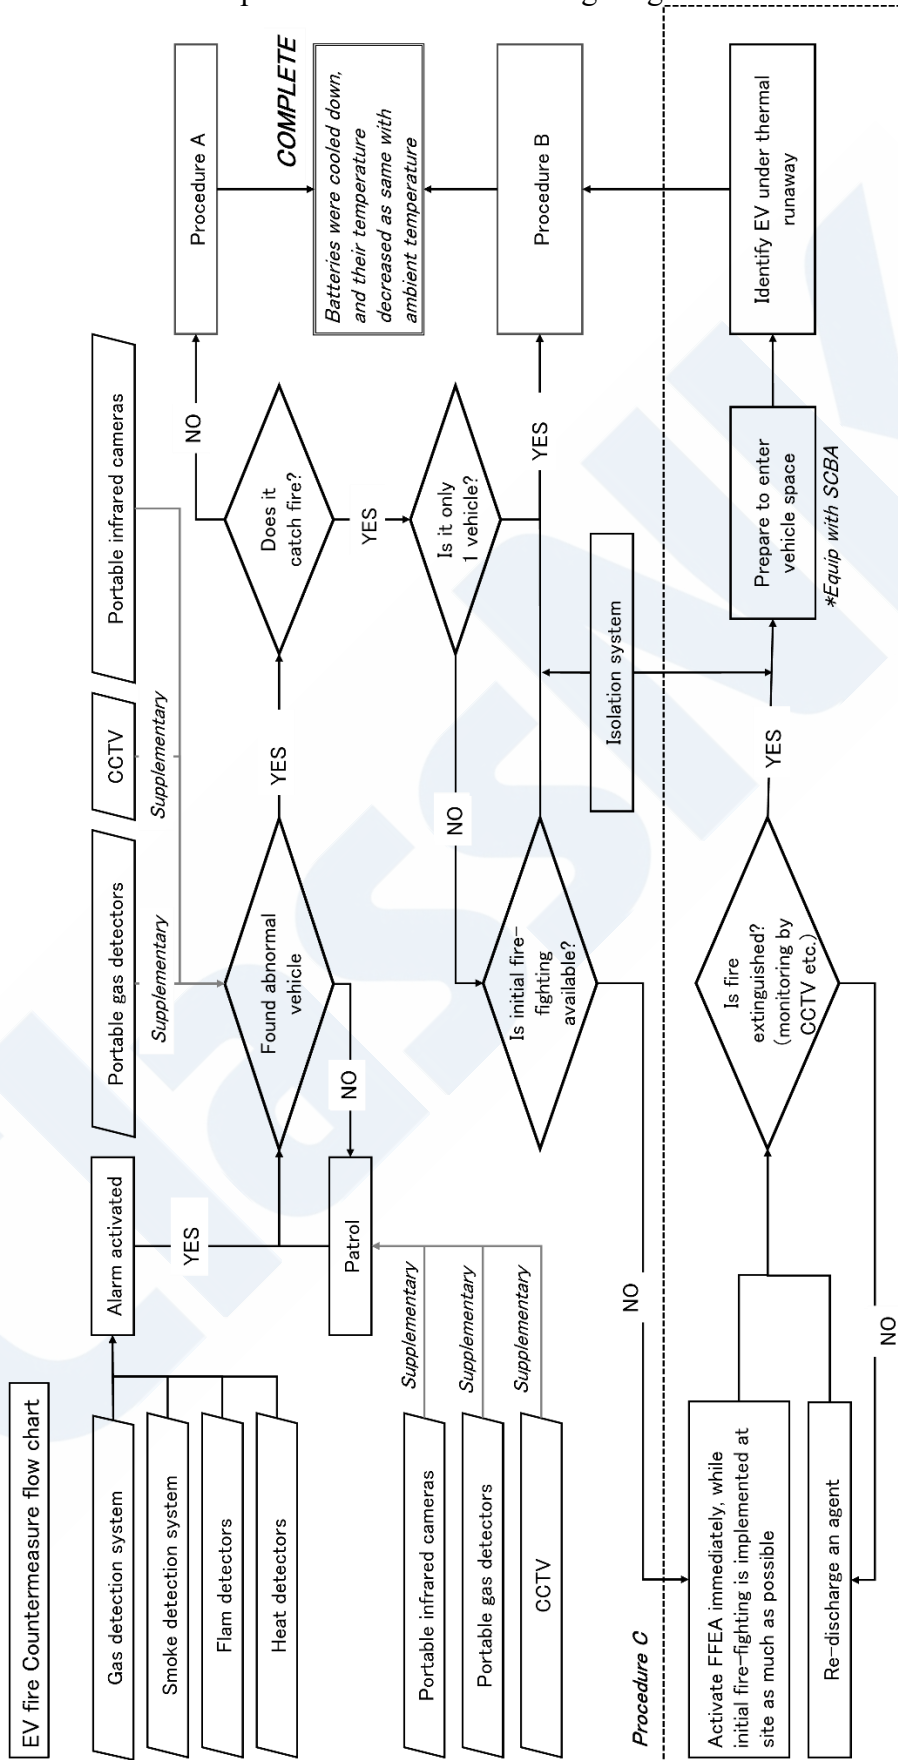 EV fire Countermeasure flow chart
Gas detection system
Smoke detection system
Flam detectors
Heat detectors
Alarm activated
YES
Portable gas detectors
CCTV
Portable infrared cameras
Supplementary
Supplementary
Found abnormal
vehicle
YES
NO
Patrol
Does it
catch fire?
NO
YES
Procedure A
COMPLETE
Batteries were cooled down,
and their temperature
decreased as same with
ambient temperature
Portable infrared cameras
Portable gas detectors
CCTV
Supplementary
Supplementary
Supplementary
Is it only
1 vehicle?
NO
YES
Is initial fire-
fighting
available?
NO
Procedure B
Isolation system
Procedure C
Activate FFEA immediately, while
initial fire-fighting is implemented at
site as much as possible
Re-discharge an agent
Is fire
extinguished?
(monitoring by
CCTV etc.)
YES
NO
Prepare to enter
vehicle space
*Equip with SCBA
Identify EV under thermal
runaway
ClassNK